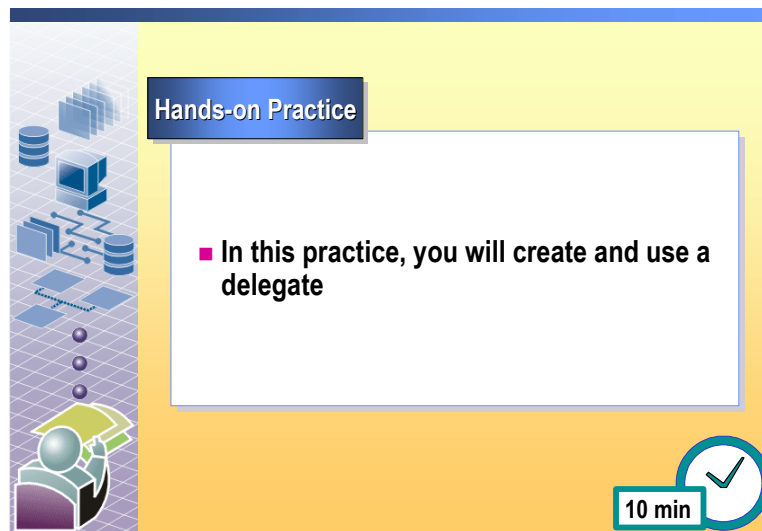 Hands-on Practice
■ In this practice, you will create and use a
delegate
10 min